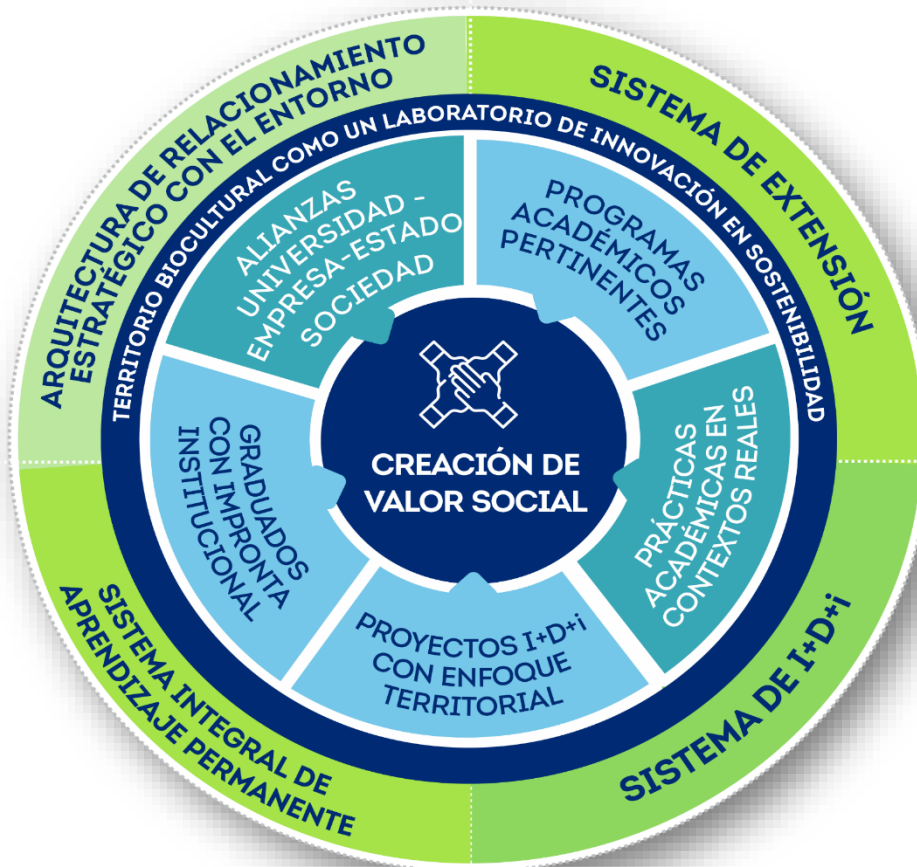 ARQUITECTURA DE RELACIONAMIENTO
ESTRATÉGICO CON EL ENTORNO
SISTEMA DE EXTENSIÓN
TERRITORIO BIOCULTURAL COMO UN LABORATORIO DE INNOVACIÓN EN SOSTENIBILIDAD
ALIANZAS
UNIVERSIDAD –
EMPRESA-ESTADO
SOCIEDAD
PROGRAMAS
ACADÉMICOS
PERTINENTES
CREACIÓN DE
VALOR SOCIAL
GRADUADOS
CON IMPRONTA
INSTITUCIONAL
PRÁCTICAS
ACADÉMICAS EN
CONTEXTOS REALES
PROYECTOS I+D+i
CON ENFOQUE
TERRITORIAL
SISTEMA INTEGRAL DE
APRENDIZAJE PERMANENTE
SISTEMA DE I+D+i